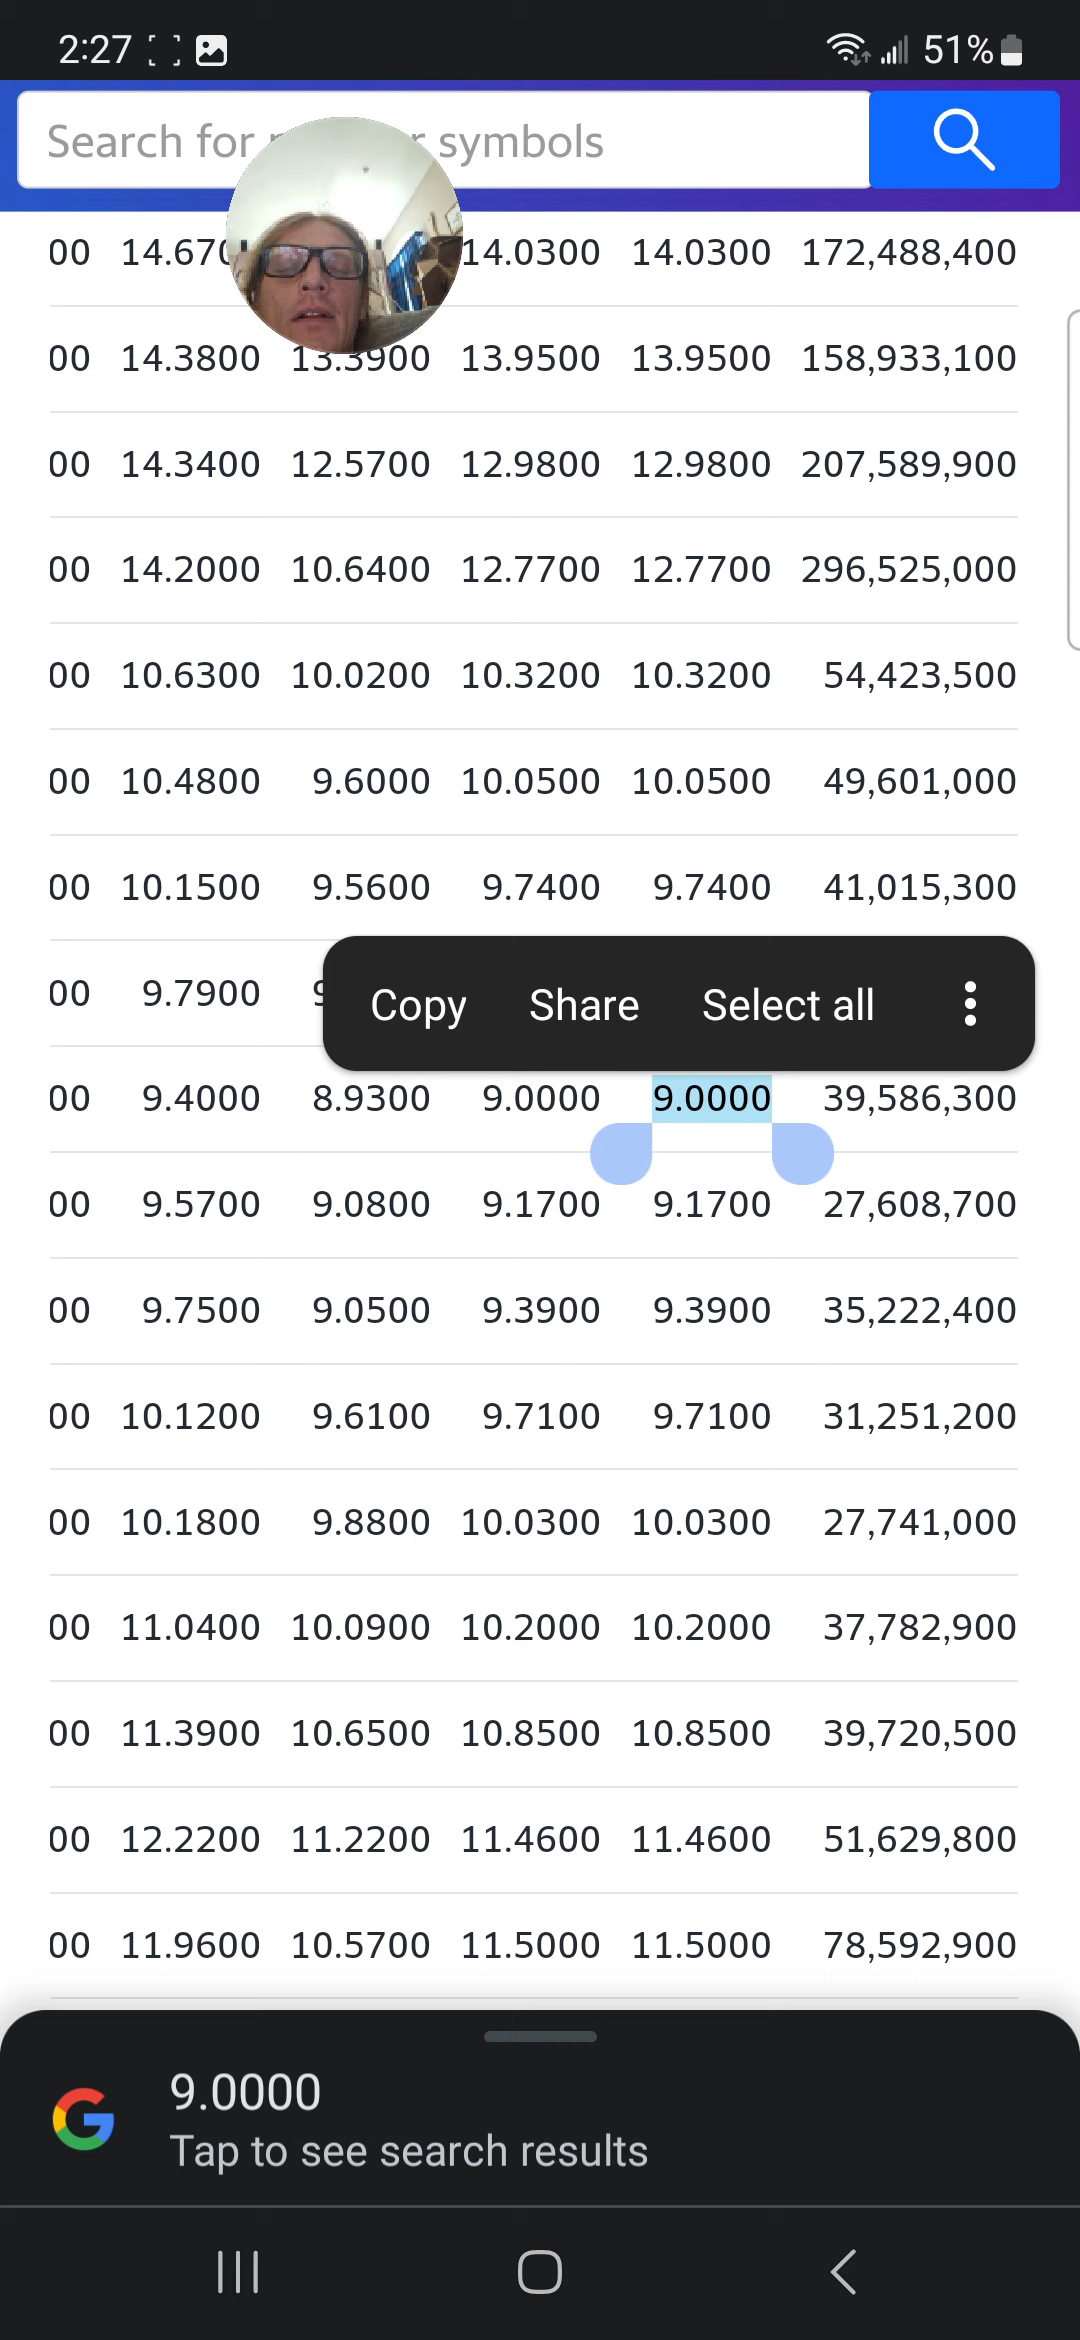 2:27 51%
Search for symbols
00 14.670 14.0300 14.0300 172,488,400
00 14.3800 13.3900 13.9500 13.9500 158,933,100
00 14.3400 12.5700 12.9800 12.9800 207,589,900
00 14.2000 10.6400 12.7700 12.7700 296,525,000
00 10.6300 10.0200 10.3200 10.3200 54,423,500
00 10.4800 9.6000 10.0500 10.0500 49,601,000
00 10.1500 9.5600 9.7400 9.7400 41,015,300
00 9.7900
Copy Share Select all
00 9.4000 8.9300 9.0000 9.0000 39,586,300
00 9.5700 9.0800 9.1700 9.1700 27,608,700
00 9.7500 9.0500 9.3900 9.3900 35,222,400
00 10.1200 9.6100 9.7100 9.7100 31,251,200
00 10.1800 9.8800 10.0300 10.0300 27,741,000
00 11.0400 10.0900 10.2000 10.2000 37,782,900
00 11.3900 10.6500 10.8500 10.8500 39,720,500
00 12.2200 11.2200 11.4600 11.4600 51,629,800
00 11.9600 10.5700 11.5000 11.5000 78,592,900
9.0000
Tap to see search results